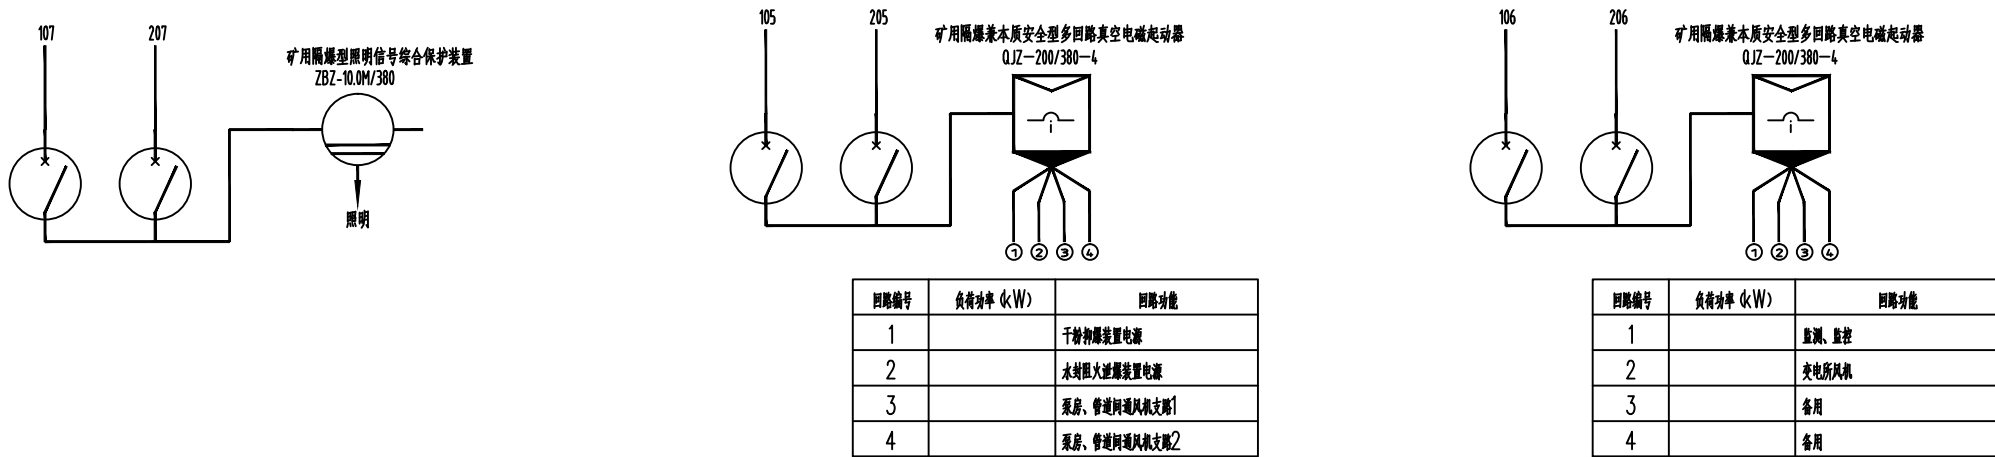 107
207
矿用隔爆型照明信号综合保护装置
ZBZ-10.0M/380
照明
105
205
矿用隔爆兼本质安全型多回路真空电磁起动器
QJZ-200/380-4
i
1 2 3 4
回路编号 负荷功率(kW) 回路功能
1 干粉抑爆装置电源
2 水封阻火泄爆装置电源
3 泵房、管道间通风机支路1
4 泵房、管道间通风机支路2
106
206
矿用隔爆兼本质安全型多回路真空电磁起动器
QJZ-200/380-4
i
1 2 3 4
回路编号 负荷功率(kW) 回路功能
1 监测、监控
2 变电所风机
3 备用
4 备用